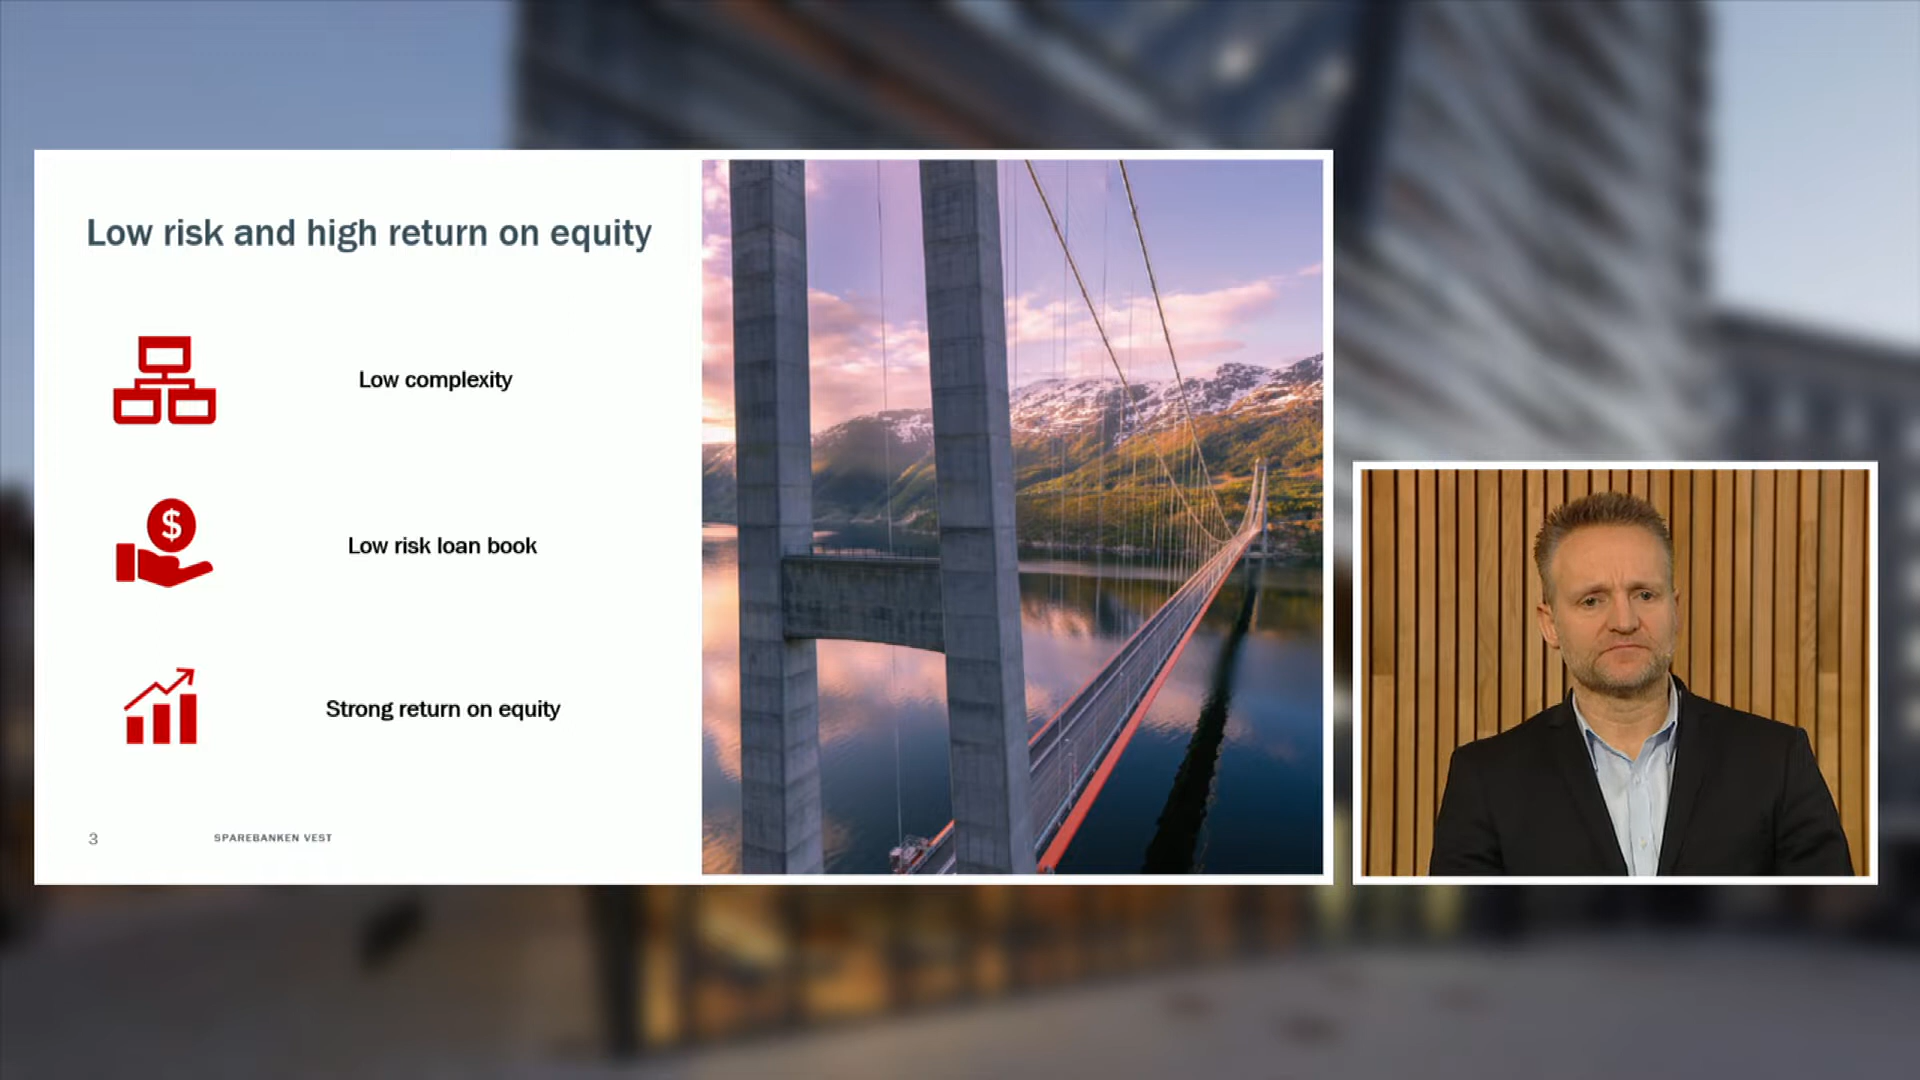 Low risk and high return on equity
Low complexity
$
Low risk loan book
Strong return on equity
3
SPAREBANKEN VEST